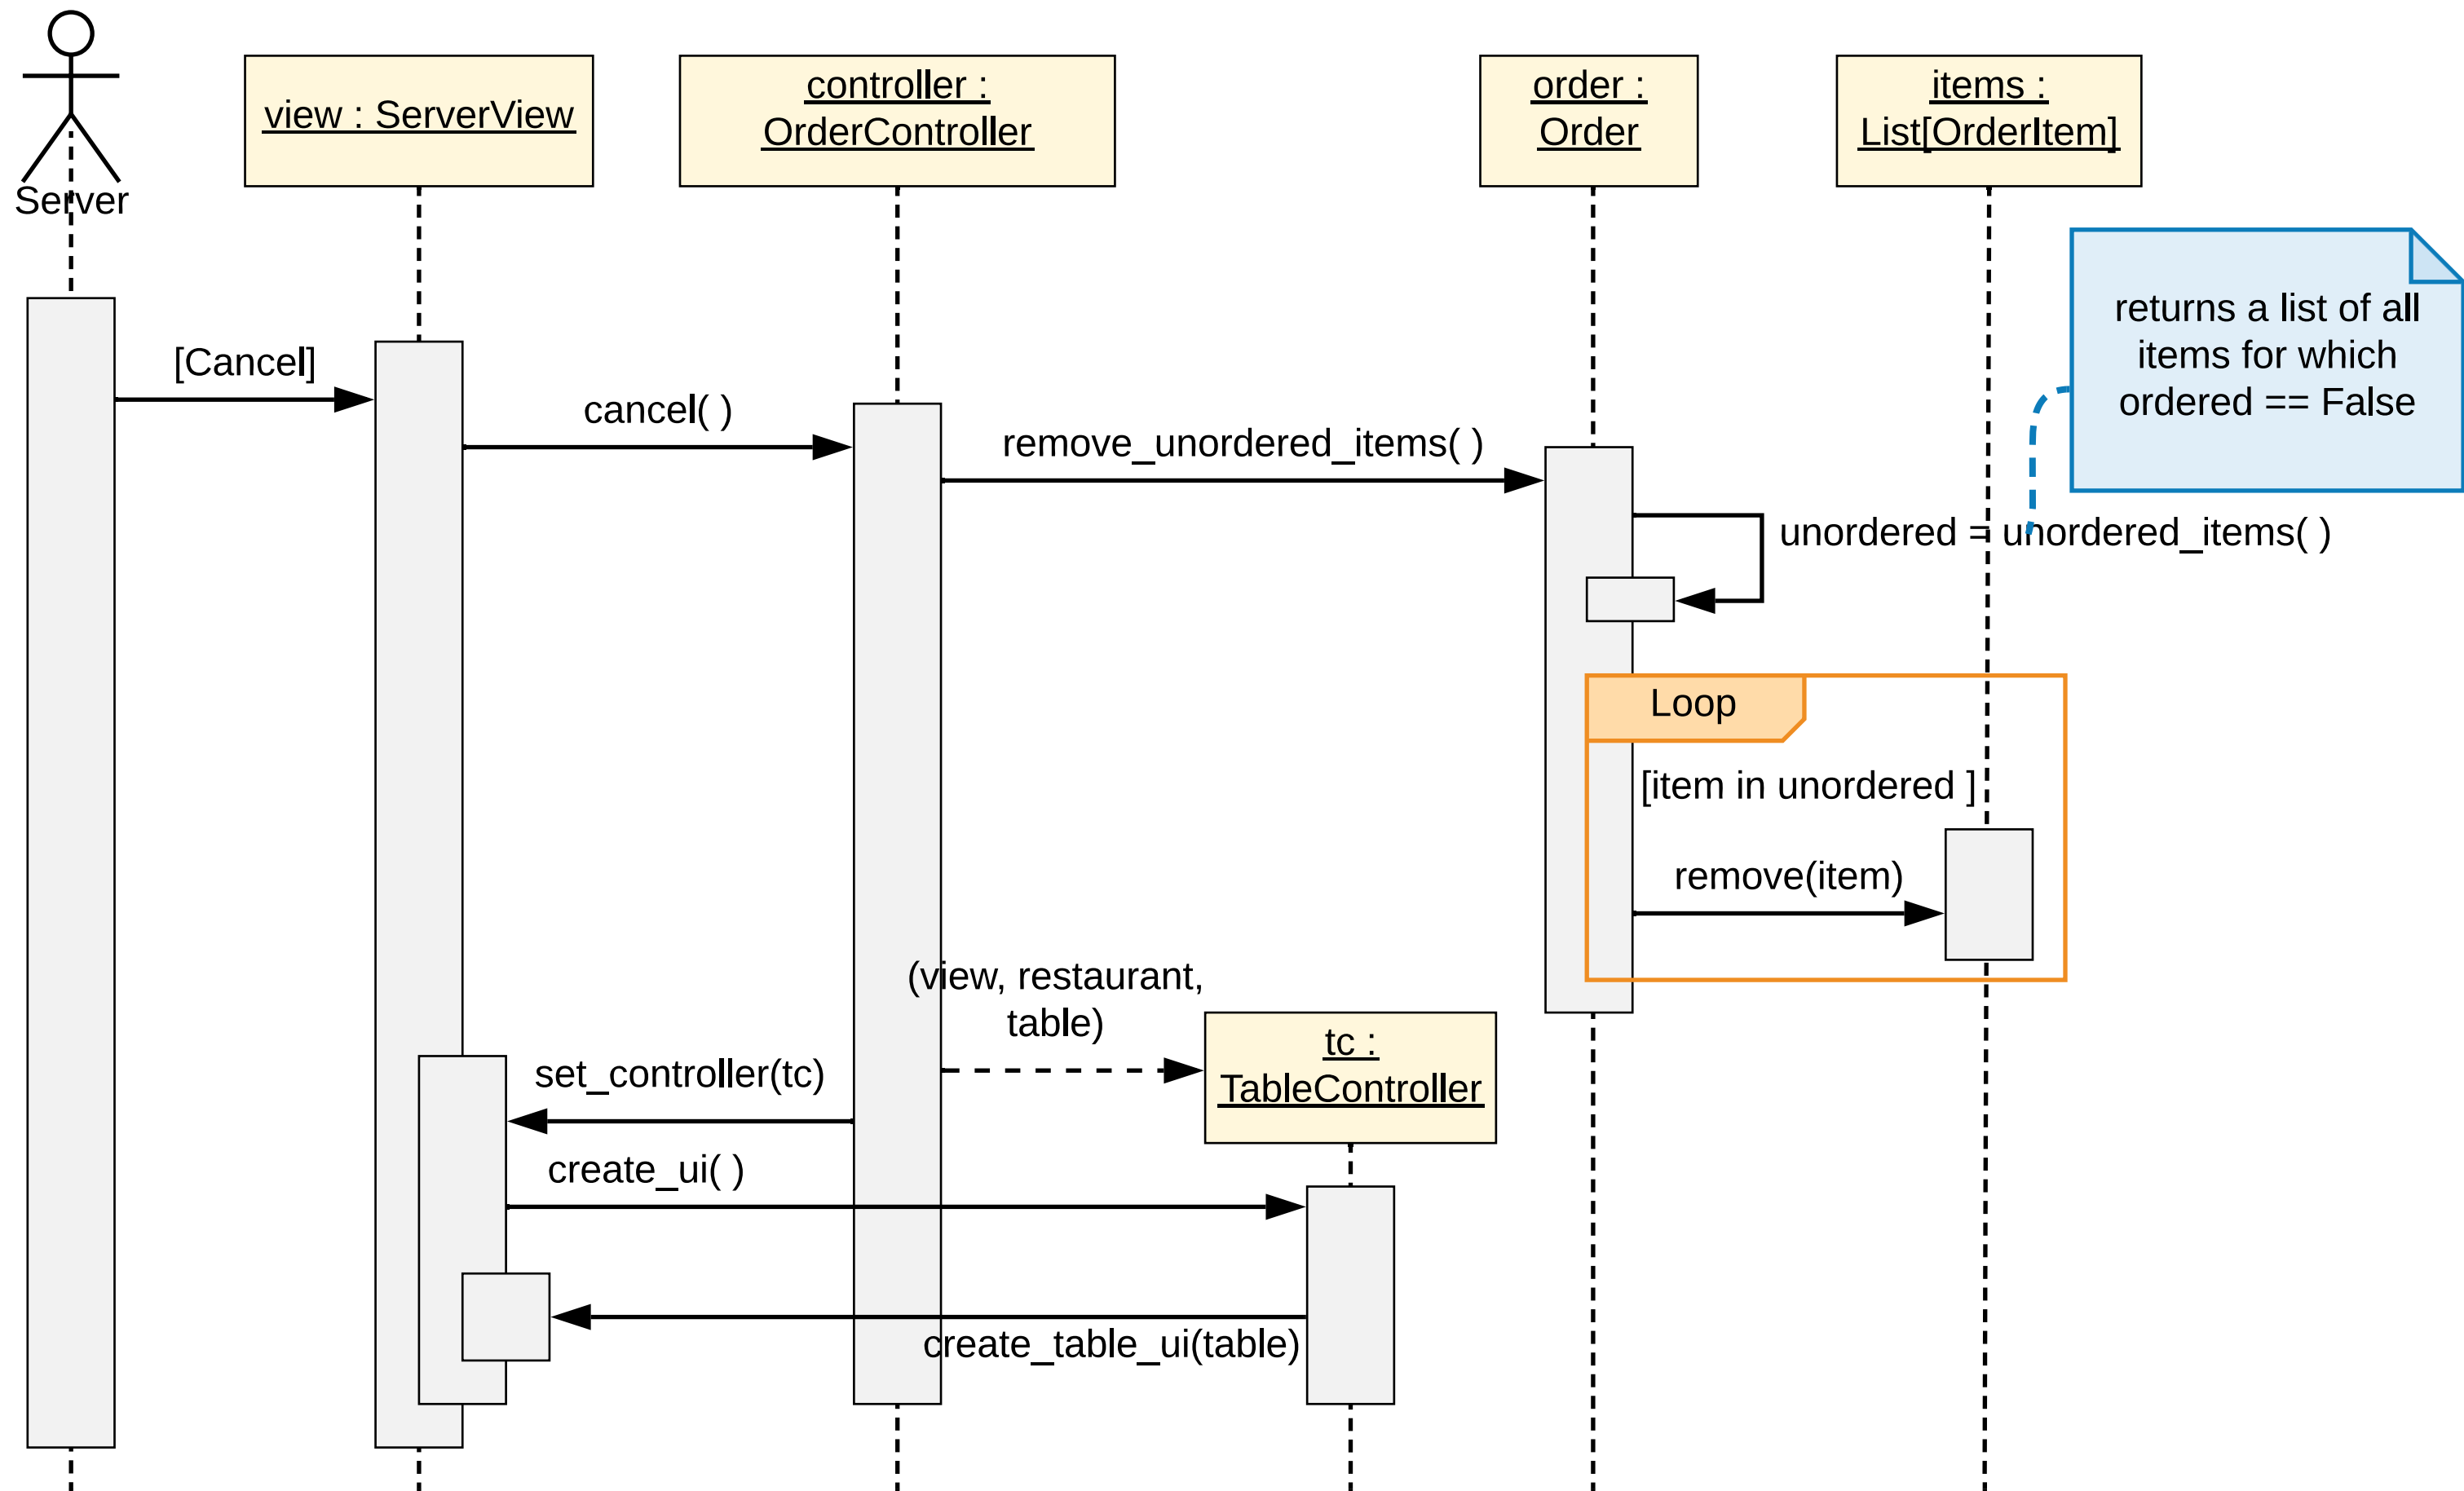 Server
view : ServerView
controller :
OrderController
order :
Order
items :
List[OrderItem]
returns a list of all
items for which
ordered == False
[Cancel]
cancel( )
remove_unordered_items( )
unordered = unordered_items( )
Loop
[item in unordered ]
remove(item)
(view, restaurant,
table)
tc :
TableController
set_controller(tc)
create_ui( )
create_table_ui(table)